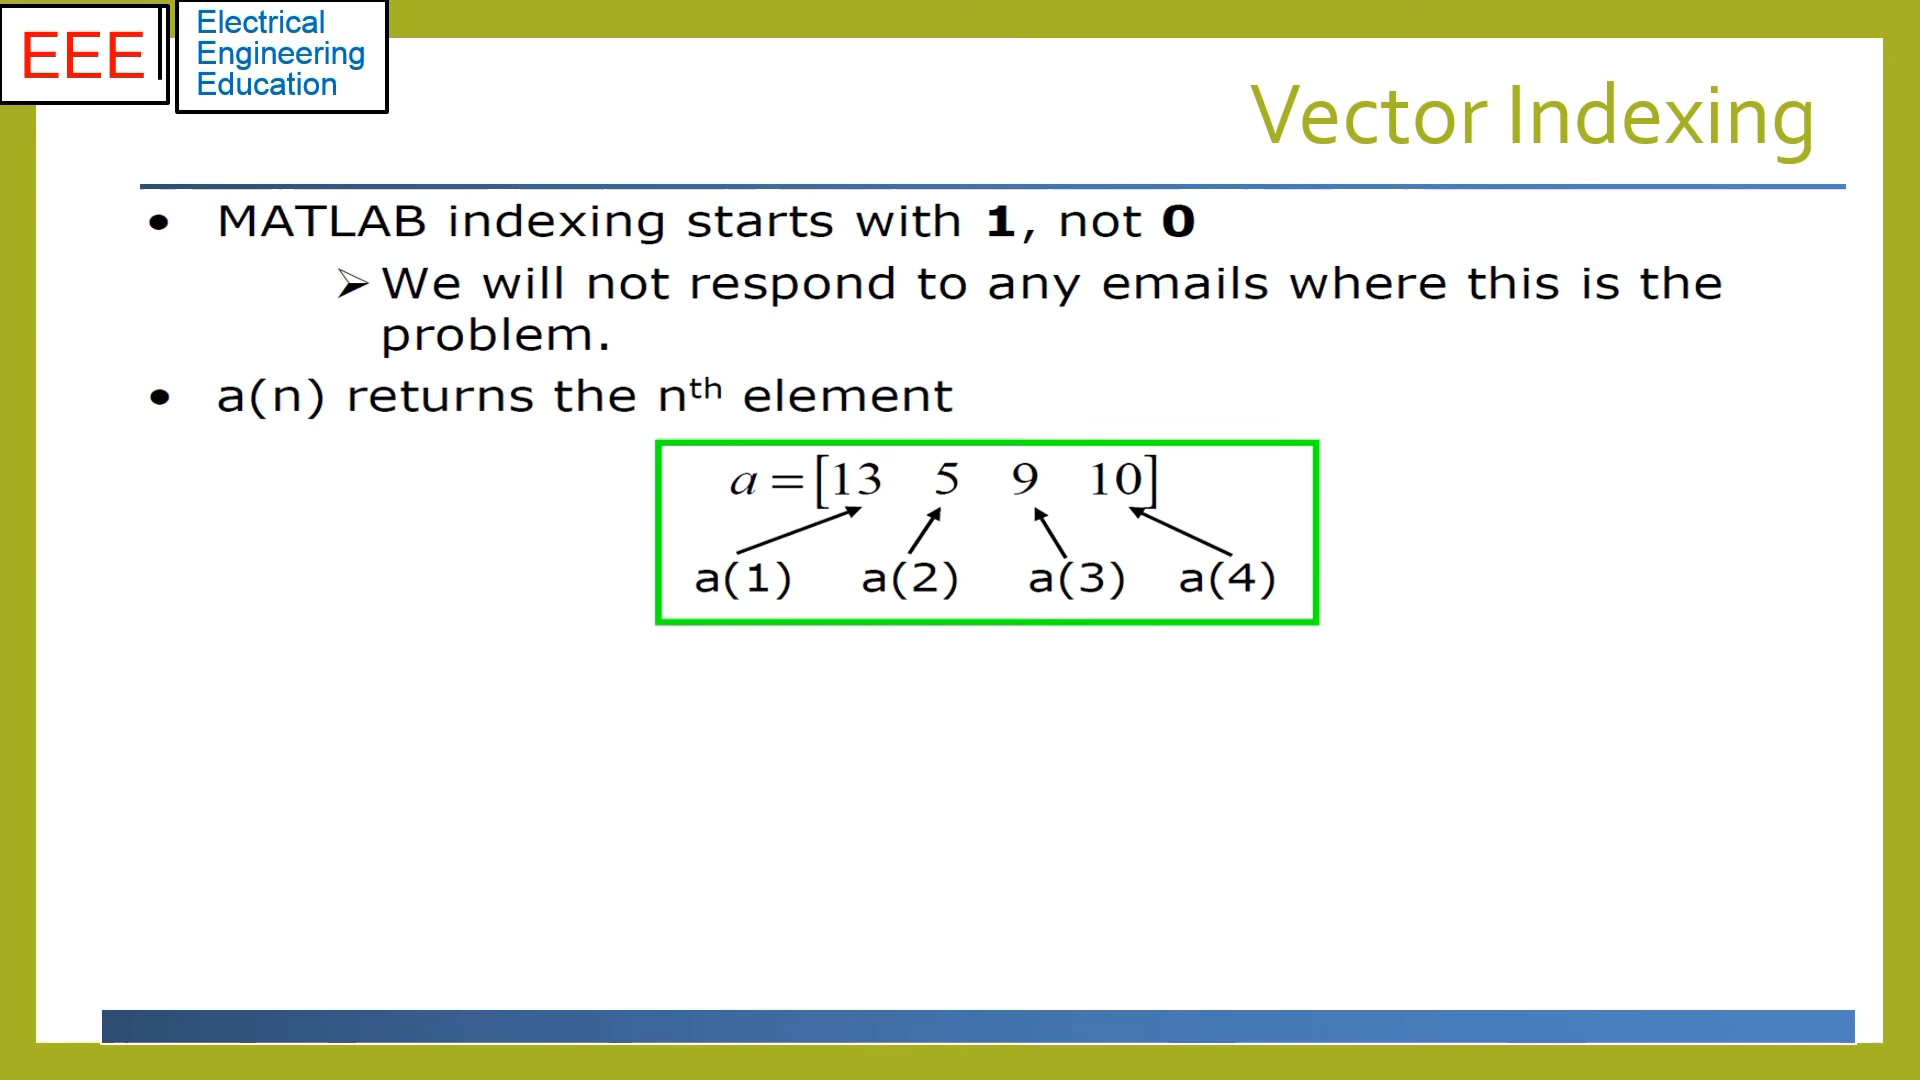 EEE
Electrical
Engineering
Education
Vector Indexing
• MATLAB indexing starts with 1, not 0
➢ We will not respond to any emails where this is the
problem.
• a(n) returns the nth element
a = [13 5 9 10]
a(1) a(2) a(3) a(4)